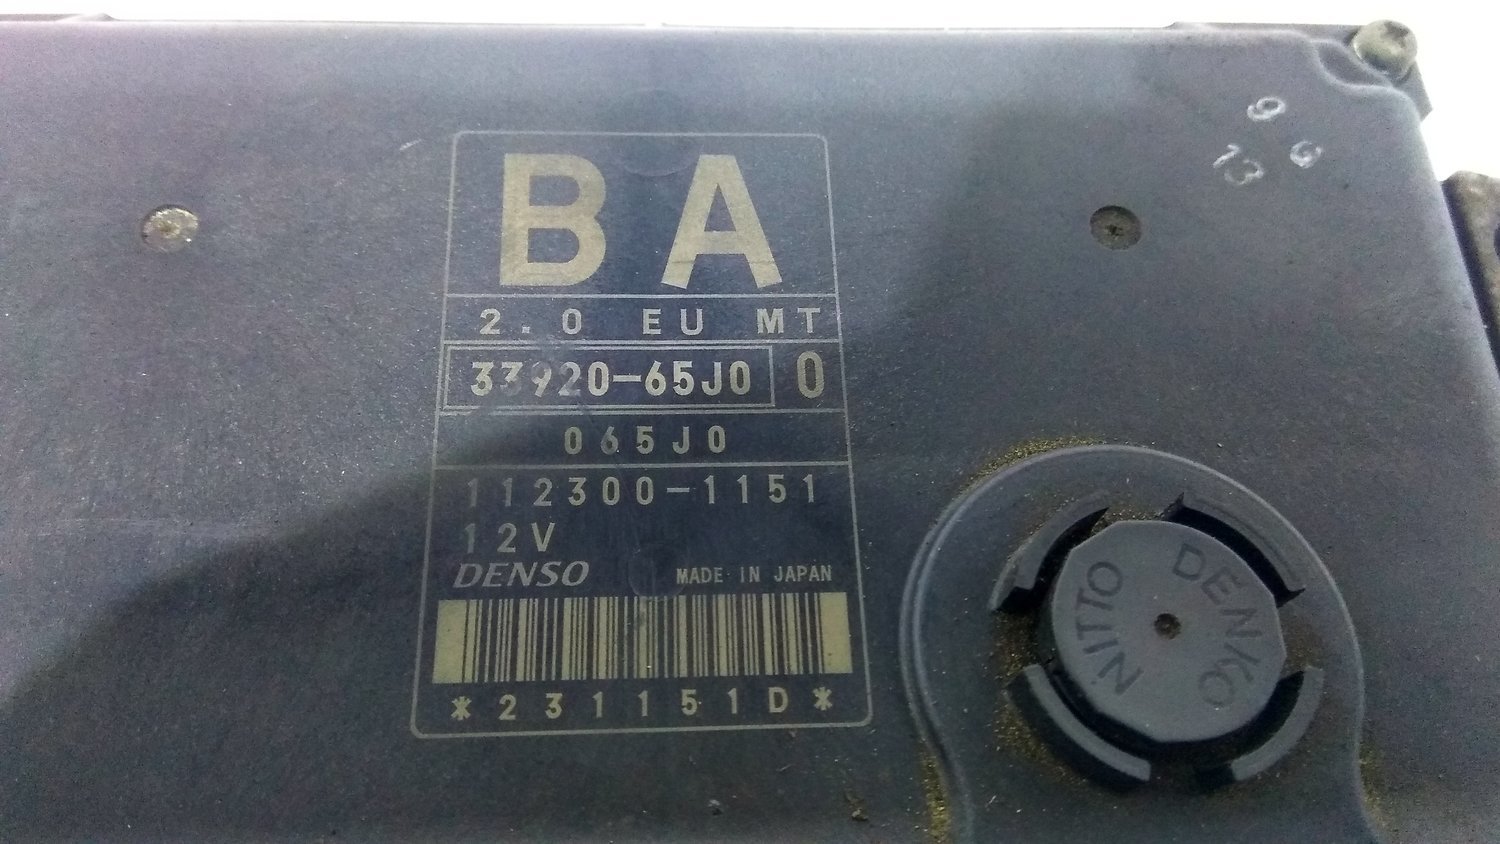 BA
2.0 EU MT
33920-65J0 0
065J0
112300-1151
12V
DENSO MADE IN JAPAN
*231151D*
9
13
NITTO DENKO